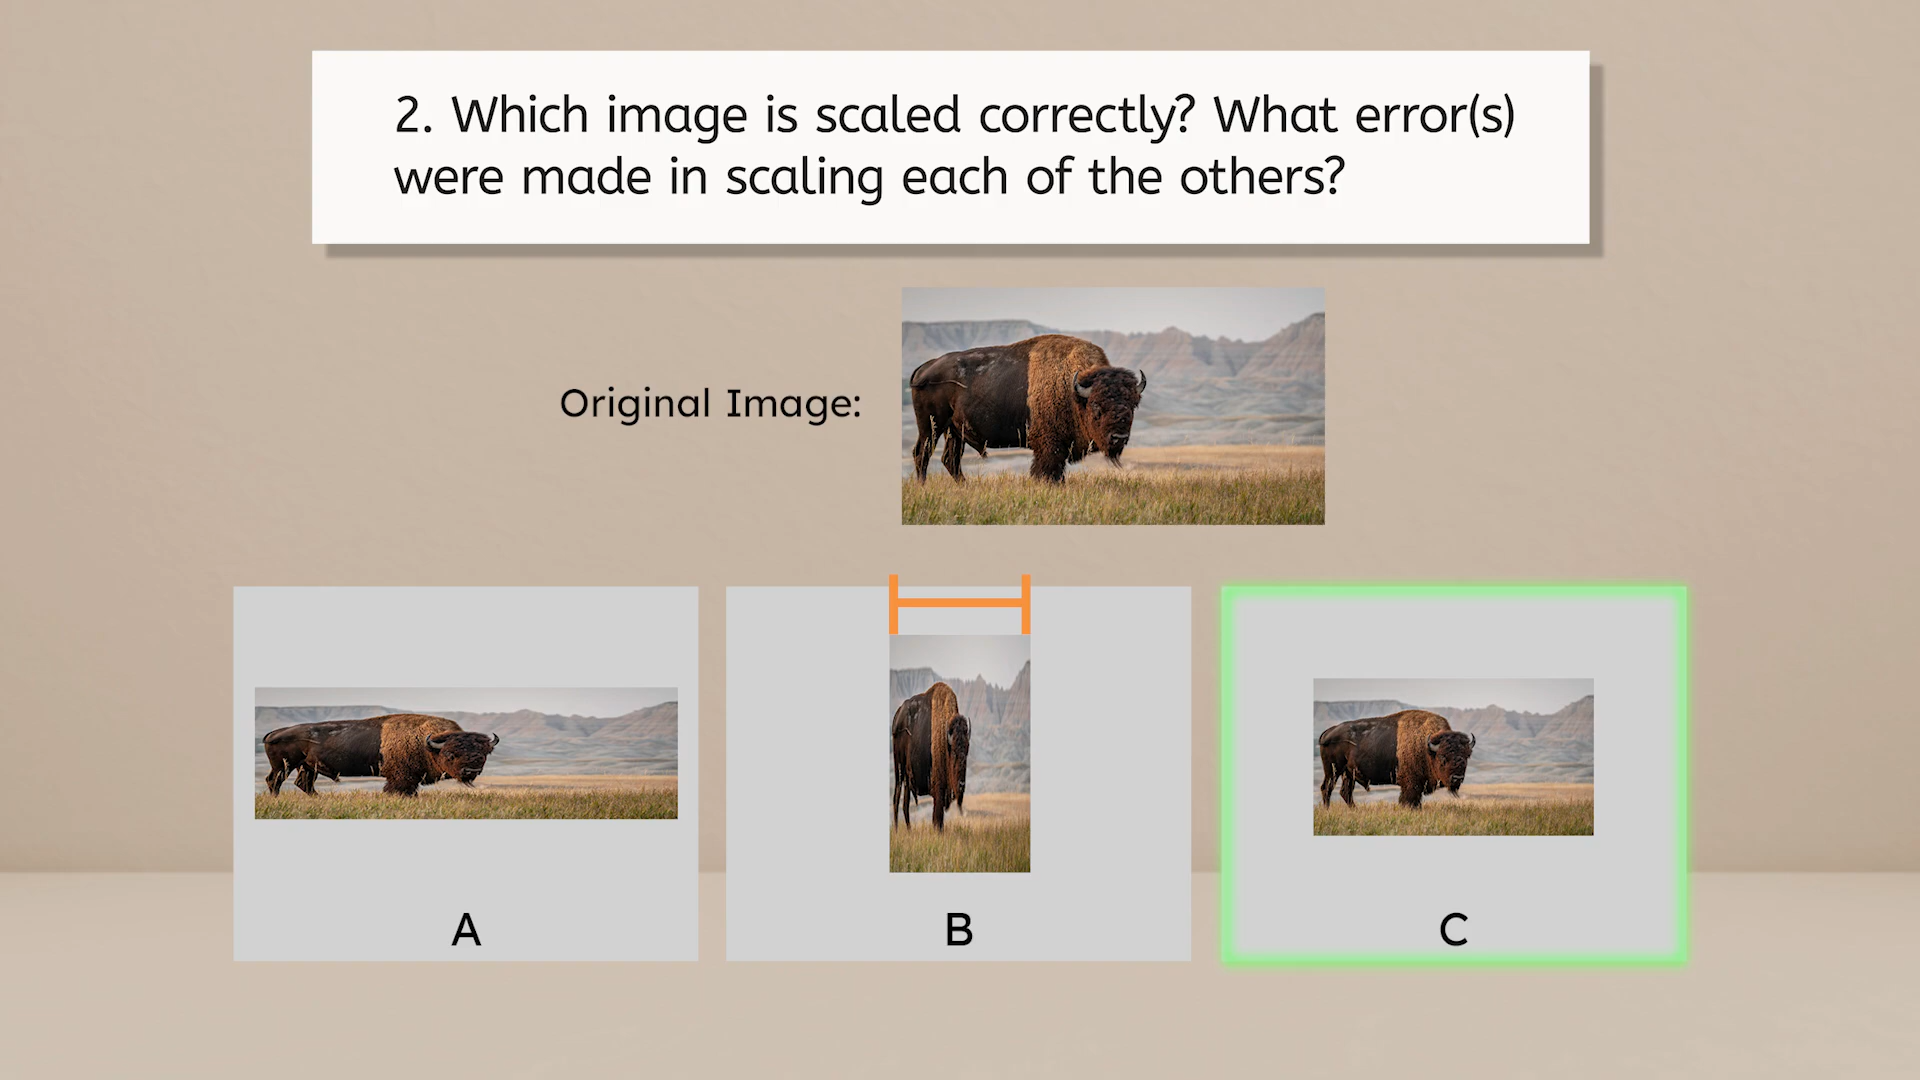 2. Which image is scaled correctly? What error(s)
were made in scaling each of the others?
Original Image:
A
B
C